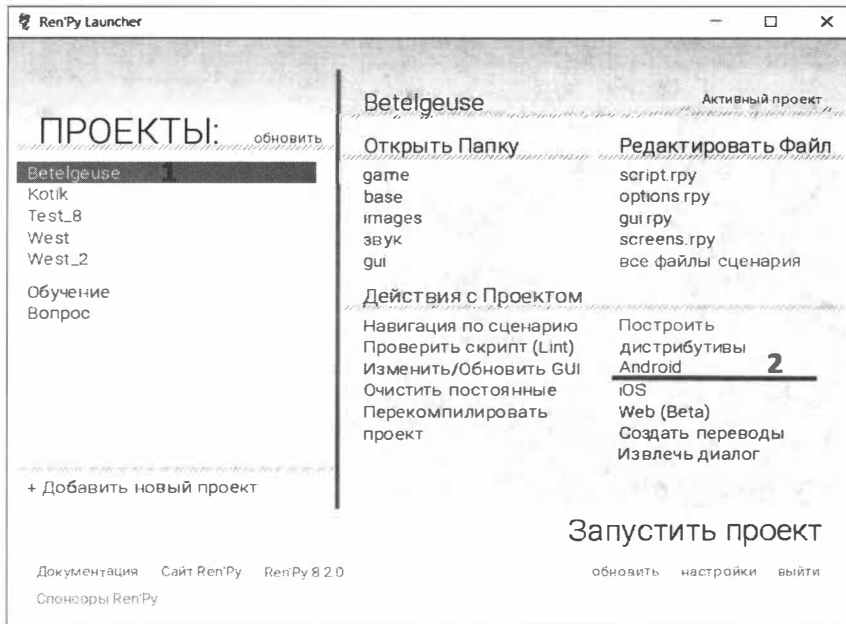 Ren'Py Launcher
ПРОЕКТЫ:
обновить
Betelgeuse 1
Kotik
Test_8
West
West_2
Обучение
Вопрос
+ Добавить новый проект
Betelgeuse
Активный проект
Открыть Папку
game
base
images
звук
gui
Редактировать Файл
script.rpy
options.rpy
gui.rpy
screens.rpy
все файлы сценария
Действия с Проектом
Навигация по сценарию
Проверить скрипт (Lint)
Изменить/Обновить GUI
Очистить постоянные
Перекомпилировать
проект
Построить
дистрибутивы
Android 2
iOS
Web (Beta)
Создать переводы
Извлечь диалог
Запустить проект
Документация Сайт Ren'Py Ren'Py 8.2.0
обновить настройки выйти
Спонсоры Ren'Py